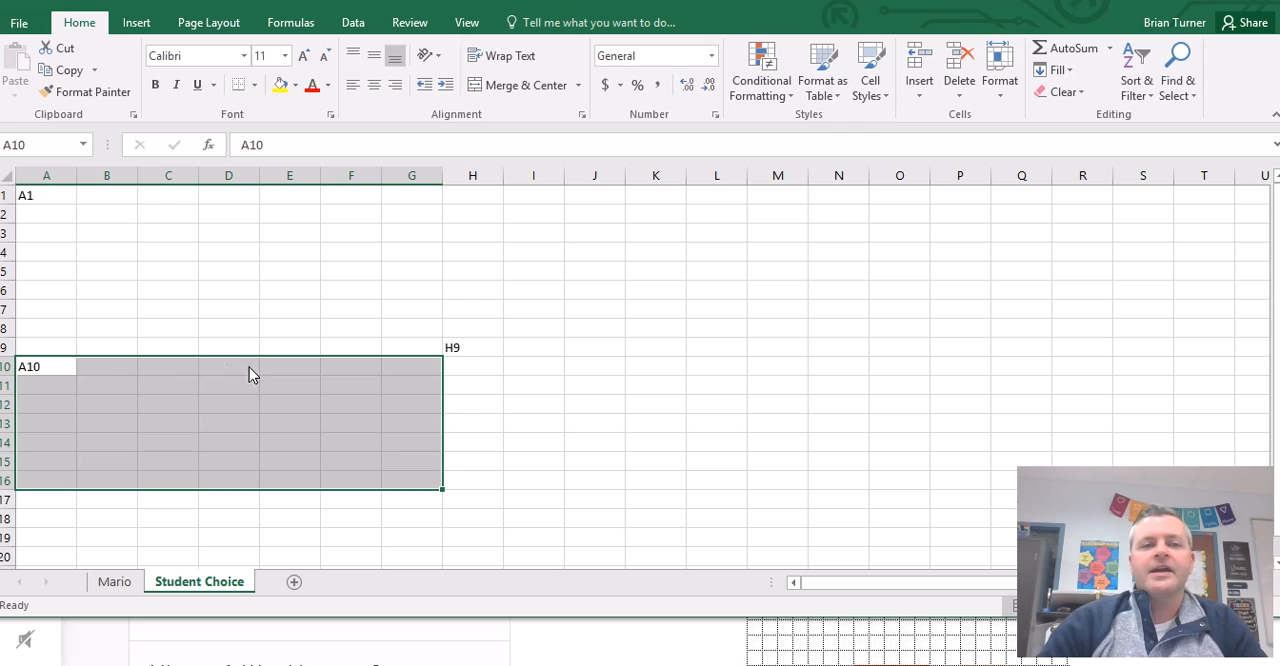 File Home Insert Page Layout Formulas Data Review View Tell me what you want to do... Brian Turner Share
Paste Cut Copy Format Painter Clipboard
Calibri 11 B I U Font
Wrap Text Merge & Center Alignment
General $ % , Number
Conditional Formatting Format as Table Cell Styles Styles
Insert Delete Format Cells
AutoSum Fill Clear Sort & Filter Find & Select Editing
A10 fx A10
A B C D E F G H I J K L M N O P Q R S T U
1 A1
2
3
4
5
6
7
8
9 H9
10 A10
11
12
13
14
15
16
17
18
19
20
Mario Student Choice
Ready